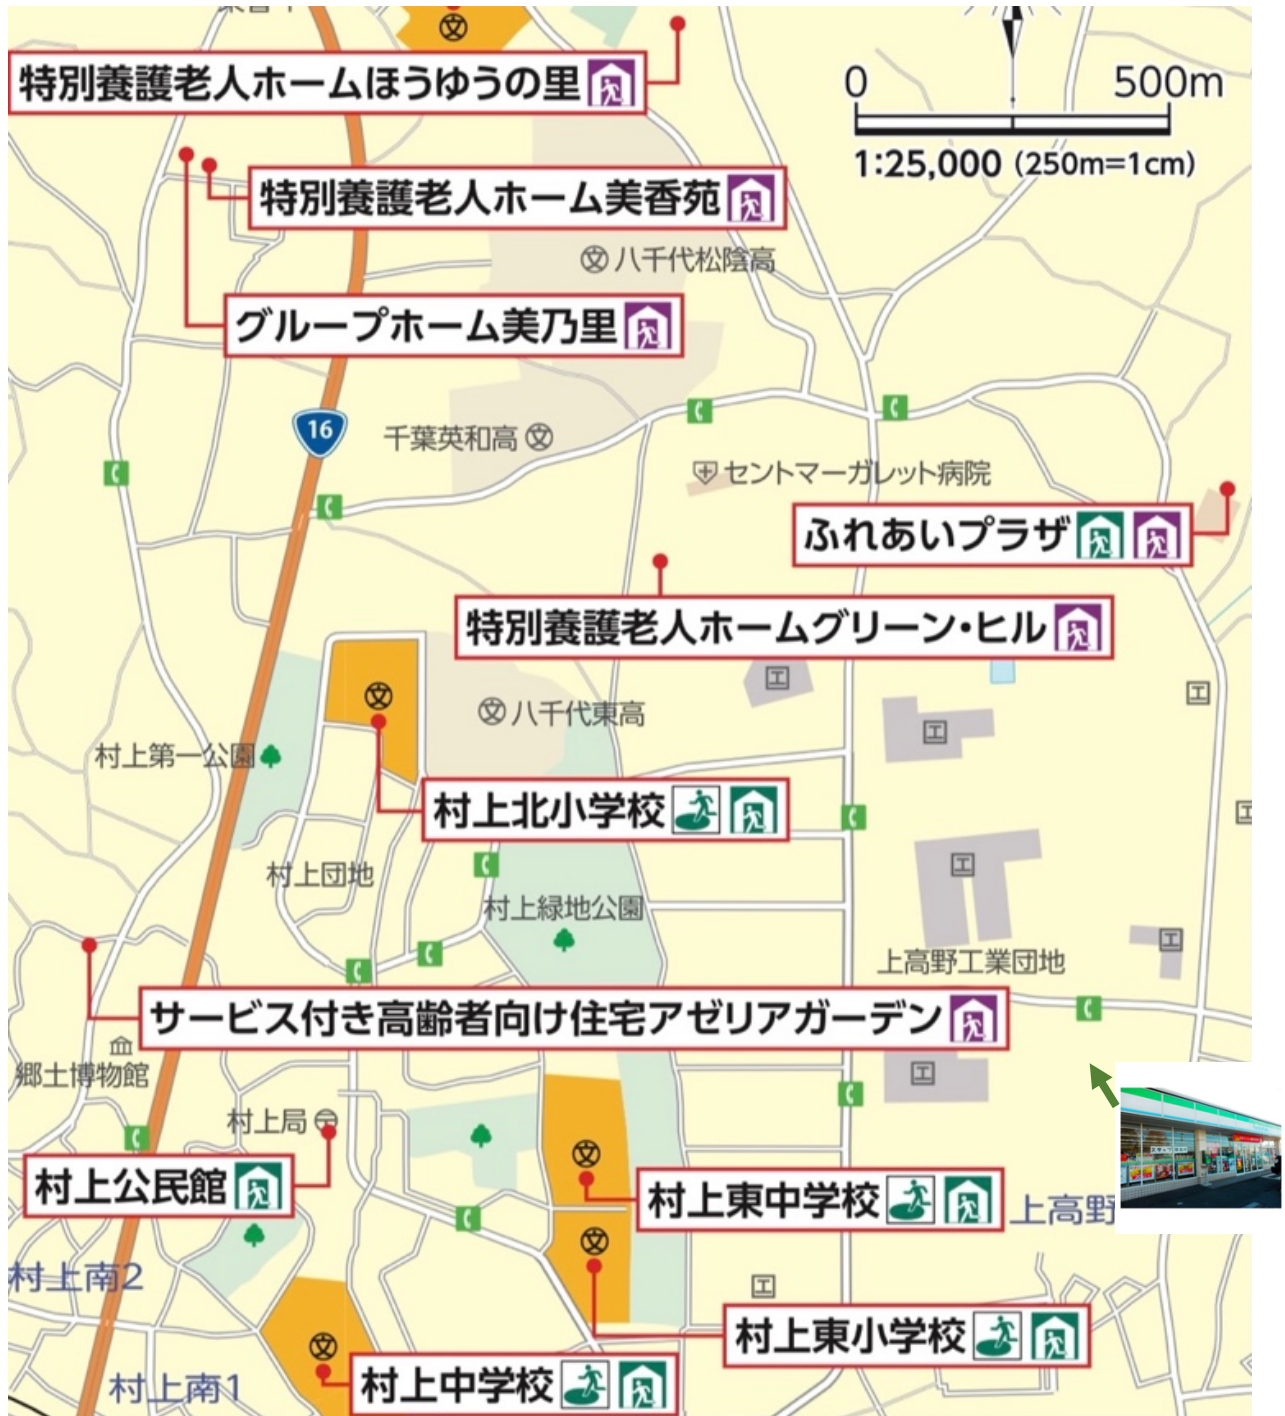 特別養護老人ホームほうゆうの里
0 500m
1:25,000 (250m=1cm)
特別養護老人ホーム美香苑
八千代松陰高
グループホーム美乃里
16
千葉英和高
セントマーガレット病院
ふれあいプラザ
特別養護老人ホームグリーン・ヒル
八千代東高
村上第一公園
村上北小学校
村上団地
村上緑地公園
上高野工業団地
サービス付き高齢者向け住宅アゼリアガーデン
郷土博物館
村上局
村上公民館
村上東中学校
上高野
村上南2
村上東小学校
村上中学校
村上南1